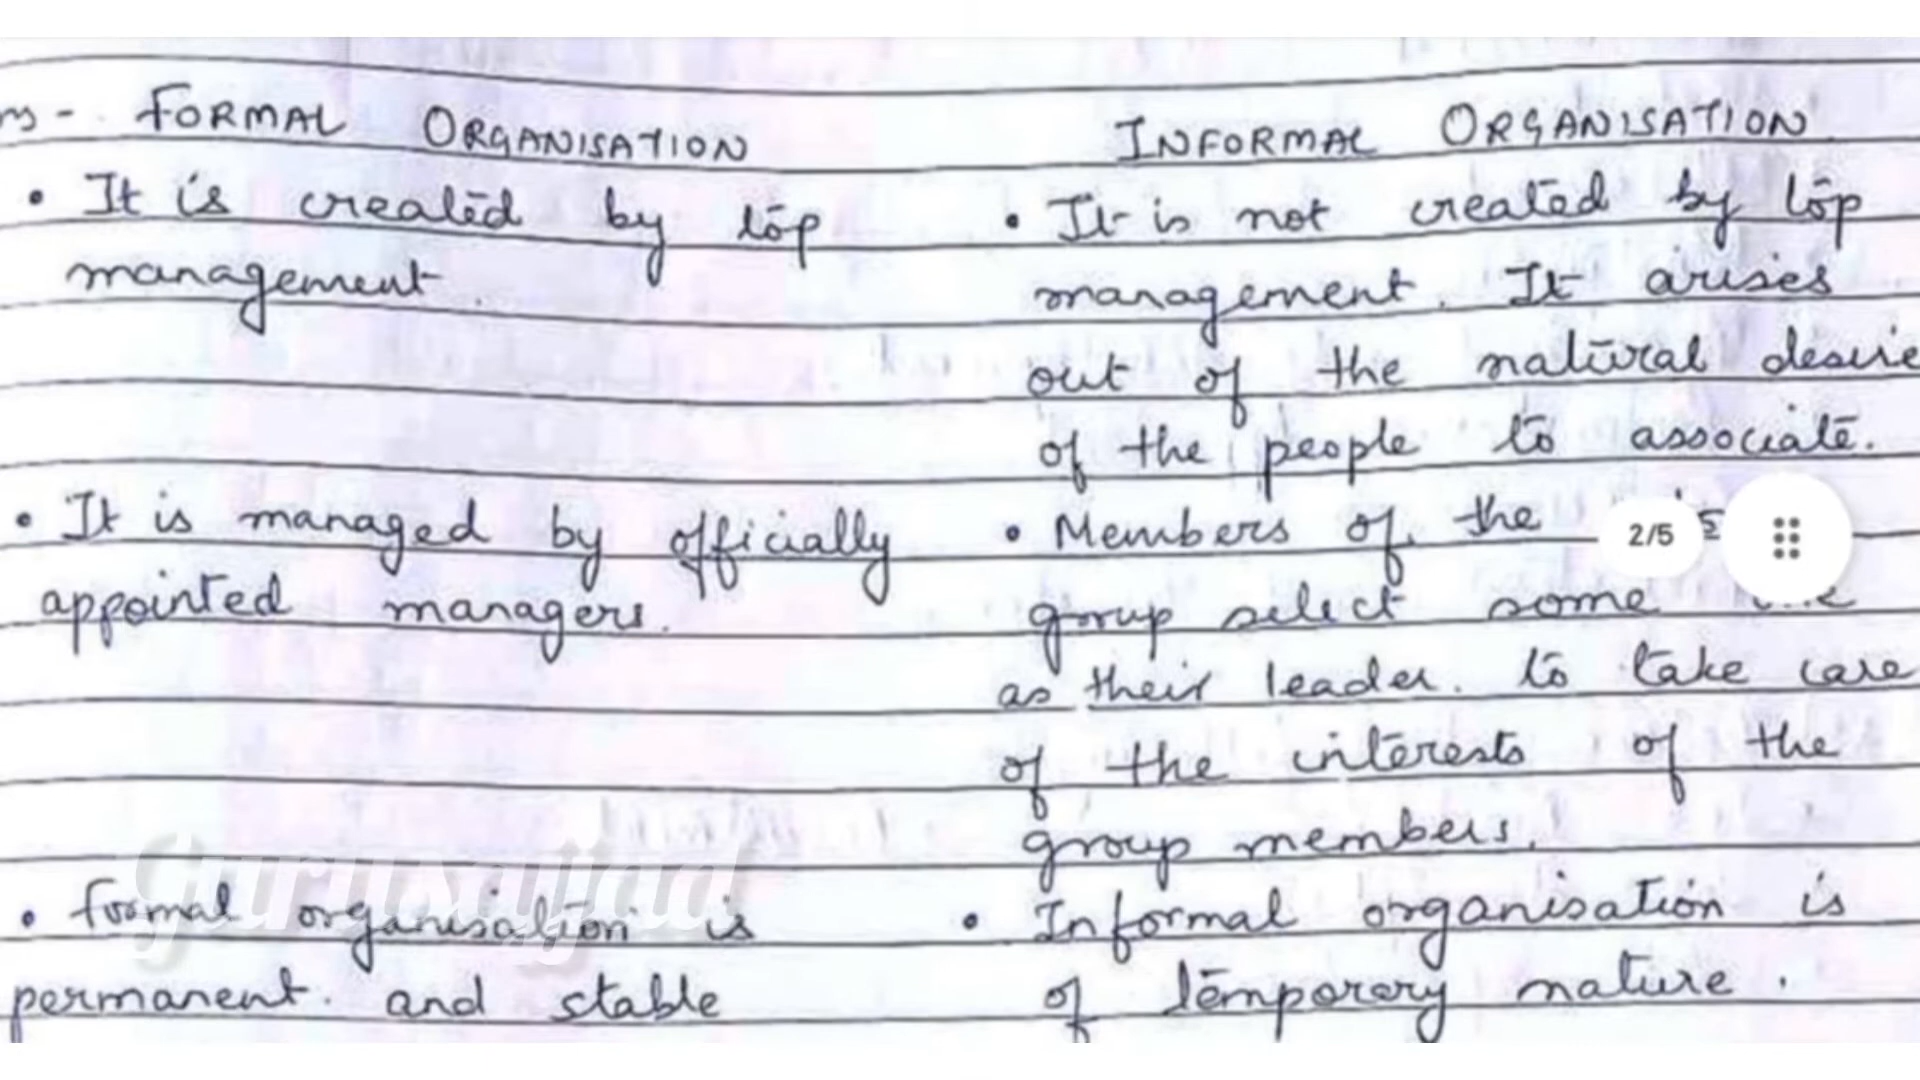 ns - FORMAL ORGANISATION
• It is created by top
management.
• It is managed by officially
appointed managers.
• formal organisation is
permanent. and stable
INFORMAL ORGANISATION
• It is not created by top
management. It arises
out of the natural desire
of the people to associate.
• Members of the
group select some
as their leader. to take care
of the interests of the
group members.
• Informal organisation is
of temporary nature.
2/5
Gurusajjad